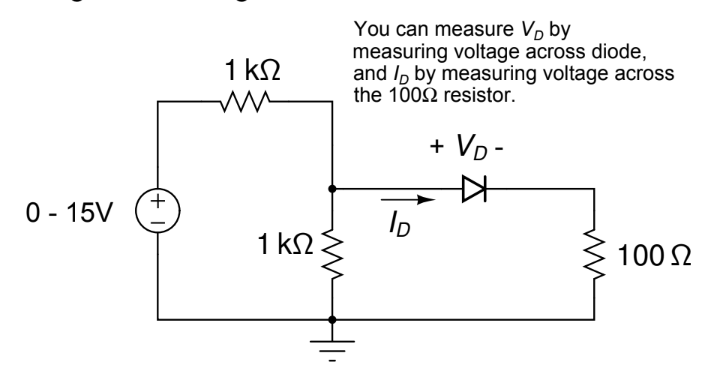 You can measure V_D by
measuring voltage across diode,
and I_D by measuring voltage across
the 100Ω resistor.
1 kΩ
+ V_D -
0 - 15V
+
−
I_D
1 kΩ
100 Ω